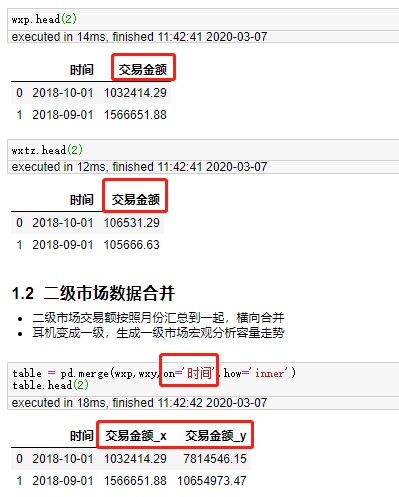 wxp.head(2)
executed in 14ms, finished 11:42:41 2020-03-07
时间 交易金额
0 2018-10-01 1032414.29
1 2018-09-01 1566651.88
wxtz.head(2)
executed in 12ms, finished 11:42:41 2020-03-07
时间 交易金额
0 2018-10-01 106531.29
1 2018-09-01 105666.63
1.2 二级市场数据合并
• 二级市场交易额按照月份汇总到一起，横向合并
• 耳机变成一级，生成一级市场宏观分析容量走势
table = pd.merge(wxp,wxy,on='时间',how='inner')
table.head(2)
executed in 18ms, finished 11:42:42 2020-03-07
时间 交易金额_x 交易金额_y
0 2018-10-01 1032414.29 7814546.15
1 2018-09-01 1566651.88 10654973.47